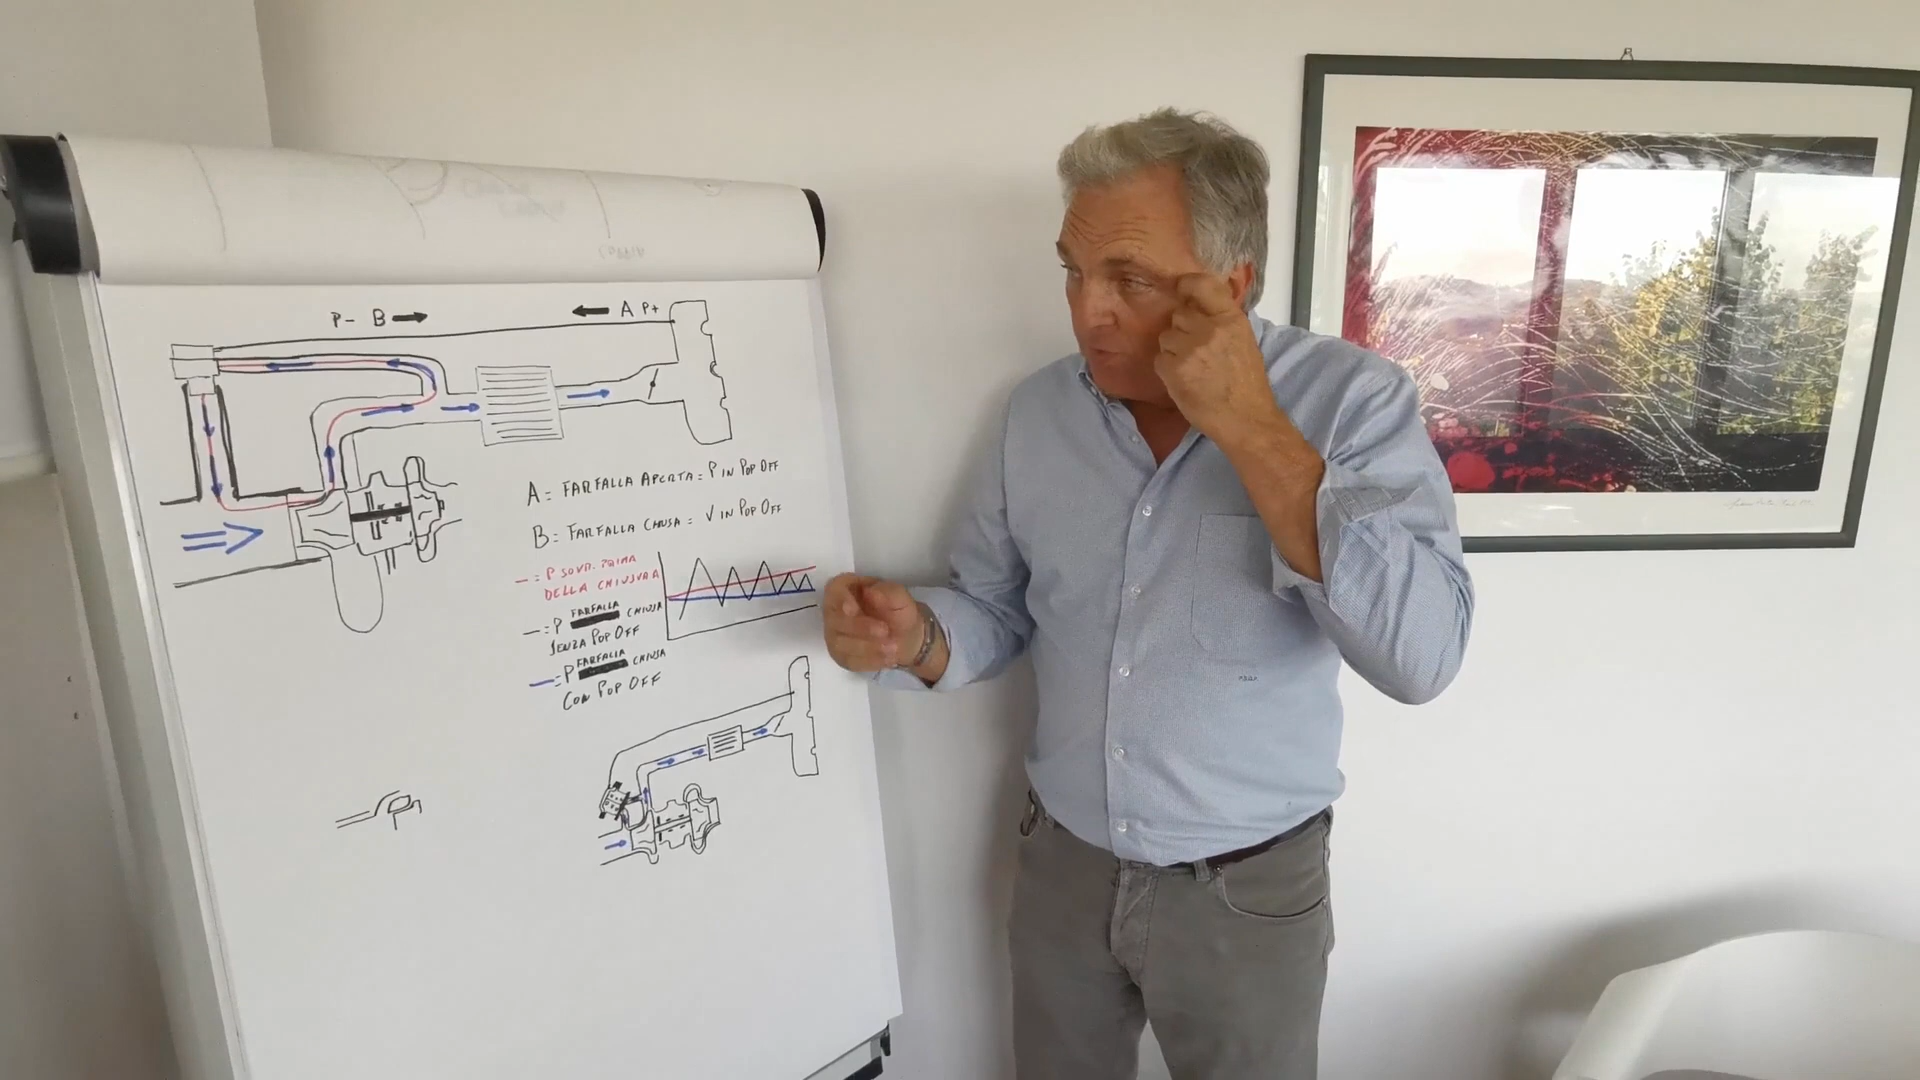 P- B
A P+
A = FARFALLA APERTA = P IN POP OFF
B = FARFALLA CHIUSA = V IN POP OFF
- = P SOVR. PRIMA
DELLA CHIUSURA
FARFALLA
- = P CHIUSA
SENZA POP OFF
FARFALLA
- = P CHIUSA
CON POP OFF